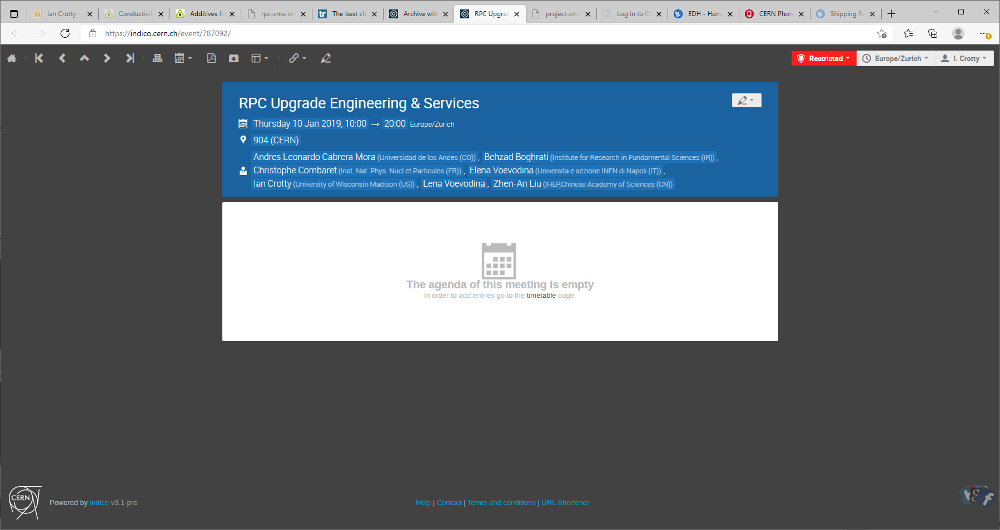 Ian Crotty - Conductivit Additives fo rpc-cms-re The best ch Archive with RPC Upgrad project-cms Log in to CE EDH - Hom CERN Phon Shipping Re
https://indico.cern.ch/event/787092/
Restricted Europe/Zurich I. Crotty
RPC Upgrade Engineering & Services
Thursday 10 Jan 2019, 10:00 → 20:00 Europe/Zurich
904 (CERN)
Andres Leonardo Cabrera Mora (Universidad de los Andes (CO)) , Behzad Boghrati (Institute for Research in Fundamental Sciences (IR)) ,
Christophe Combaret (Inst. Nat. Phys. Nucl et Particules (FR)) , Elena Voevodina (Universita e sezione INFN di Napoli (IT)) ,
Ian Crotty (University of Wisconsin Madison (US)) , Lena Voevodina , Zhen-An Liu (IHEP,Chinese Academy of Sciences (CN))
The agenda of this meeting is empty
In order to add entries go to the timetable page.
CERN
Powered by Indico v3.1-pre
Help | Contact | Terms and conditions | URL Shortener